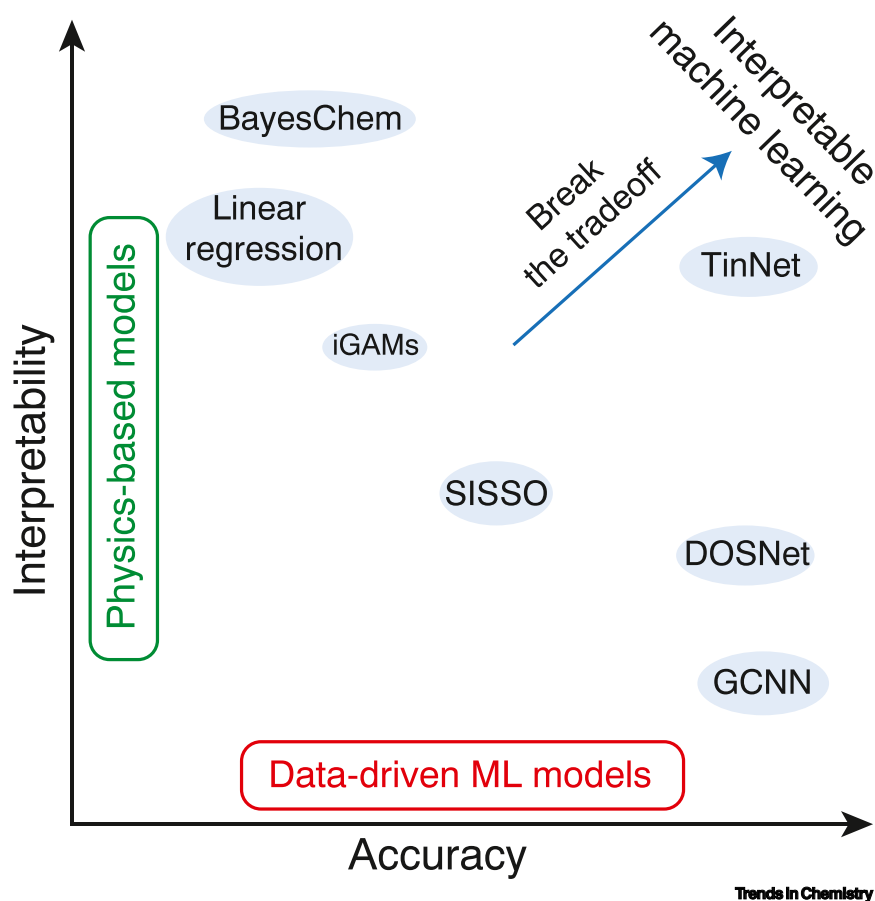 Interpretable
machine learning
BayesChem
Break
the tradeoff
Linear
regression
TinNet
iGAMs
Interpretability
Physics-based models
SISSO
DOSNet
GCNN
Data-driven ML models
Accuracy
Trends in Chemistry